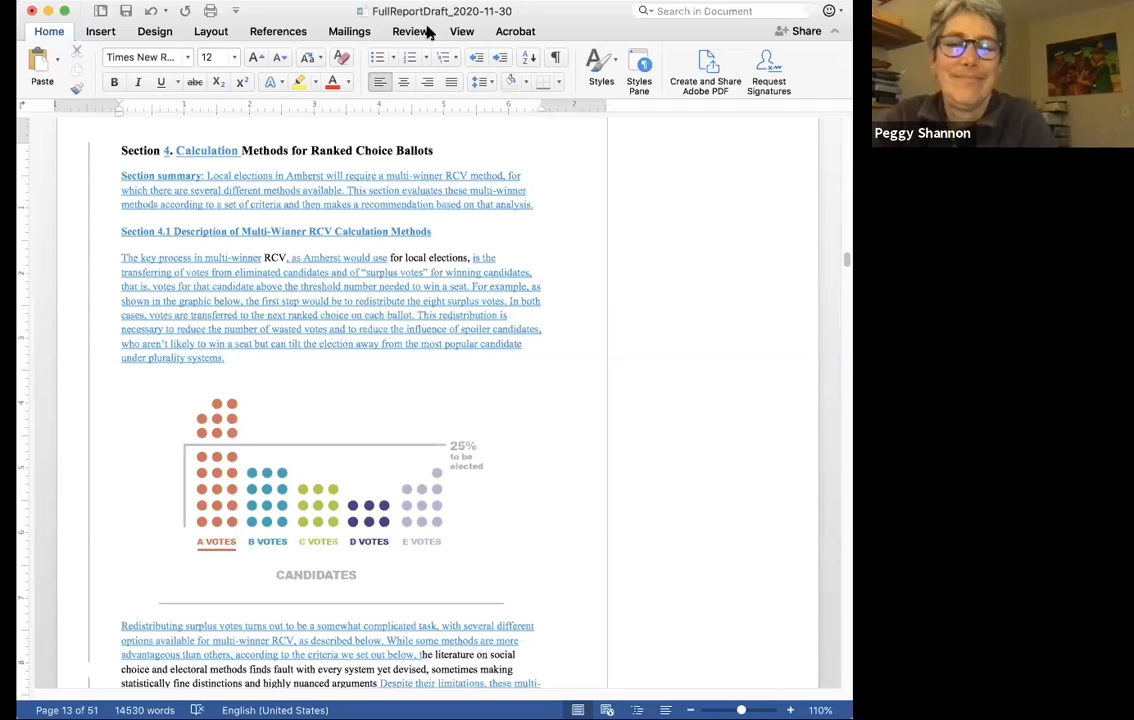 FullReportDraft_2020-11-30
Search in Document
Home Insert Design Layout References Mailings Review View Acrobat Share
Paste
Times New R... 12
Styles
Styles Pane
Create and Share Adobe PDF
Request Signatures
B I U abc X2 X2
1 2 3 4 5 6 7
Peggy Shannon
Section 4. Calculation Methods for Ranked Choice Ballots
Section summary: Local elections in Amherst will require a multi-winner RCV method, for
which there are several different methods available. This section evaluates these multi-winner
methods according to a set of criteria and then makes a recommendation based on that analysis.
Section 4.1 Description of Multi-Winner RCV Calculation Methods
The key process in multi-winner RCV, as Amherst would use for local elections, is the
transferring of votes from eliminated candidates and of “surplus votes” for winning candidates,
that is, votes for that candidate above the threshold number needed to win a seat. For example, as
shown in the graphic below, the first step would be to redistribute the eight surplus votes. In both
cases, votes are transferred to the next ranked choice on each ballot. This redistribution is
necessary to reduce the number of wasted votes and to reduce the influence of spoiler candidates,
who aren’t likely to win a seat but can tilt the election away from the most popular candidate
under plurality systems.
25%
to be
elected
A VOTES B VOTES C VOTES D VOTES E VOTES
CANDIDATES
Redistributing surplus votes turns out to be a somewhat complicated task, with several different
options available for multi-winner RCV, as described below. While some methods are more
advantageous than others, according to the criteria we set out below, the literature on social
choice and electoral methods finds fault with every system yet devised, sometimes making
statistically fine distinctions and highly nuanced arguments Despite their limitations, these multi-
Page 13 of 51 14530 words English (United States) 110%